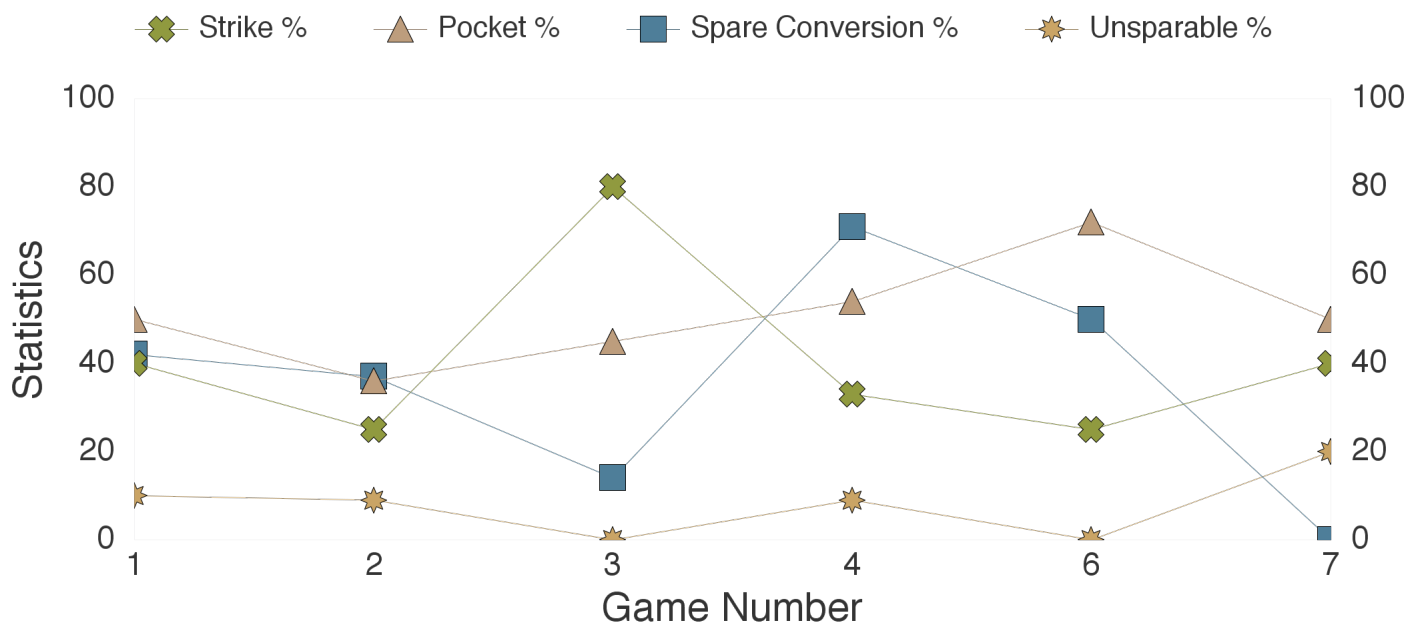 Strike % Pocket % Spare Conversion % Unsparable %
100 100
80 80
60 60
40 40
20 20
0 0
1 2 3 4 6 7
Statistics
Game Number